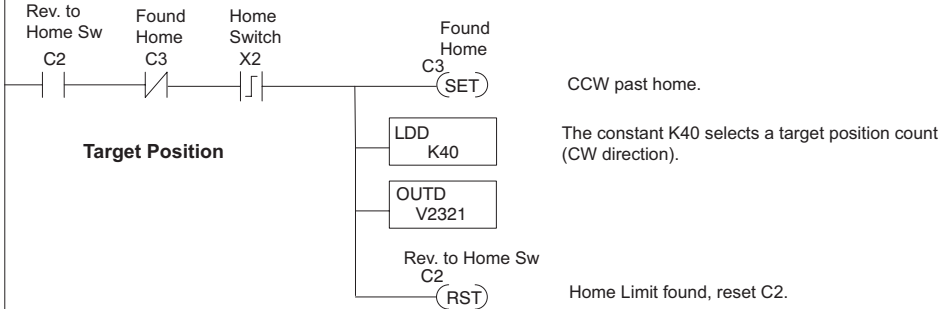 Rev. to
Home Sw
C2
Found
Home
C3
Home
Switch
X2
Found
Home
C3
SET
CCW past home.
Target Position
LDD
K40
The constant K40 selects a target position count
(CW direction).
OUTD
V2321
Rev. to Home Sw
C2
RST
Home Limit found, reset C2.